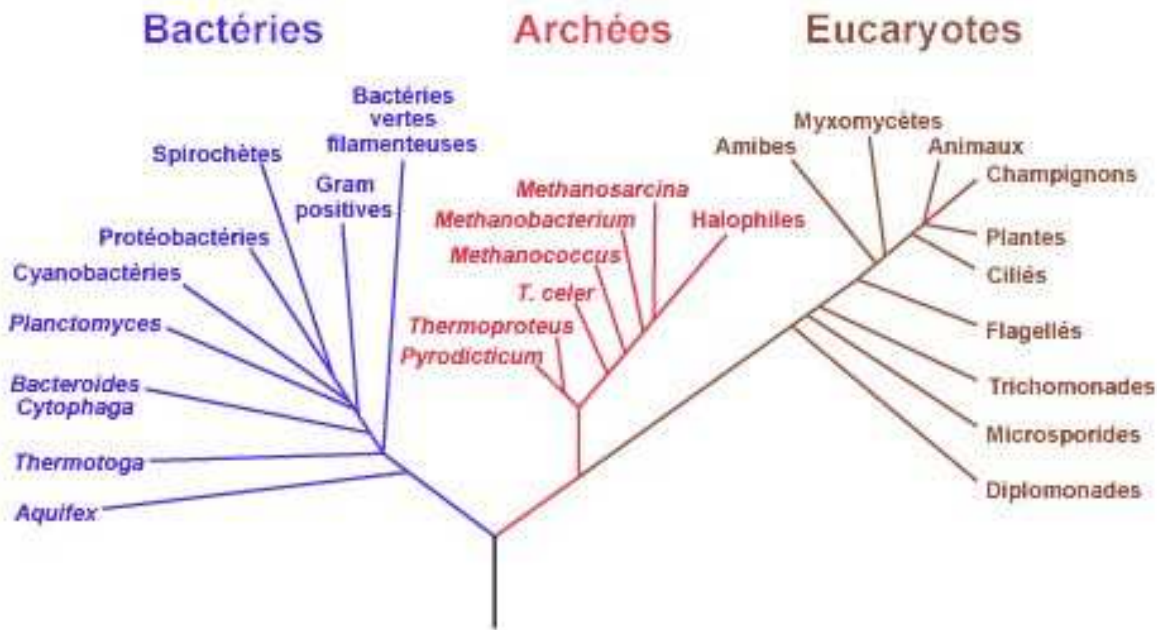 Bactéries
Archées
Eucaryotes
Bactéries
vertes
filamenteuses
Spirochètes
Gram
positives
Protéobactéries
Cyanobactéries
Planctomyces
Bacteroides
Cytophaga
Thermotoga
Aquifex
Methanosarcina
Methanobacterium
Halophiles
Methanococcus
T. celer
Thermoproteus
Pyrodicticum
Myxomycètes
Amibes
Animaux
Champignons
Plantes
Ciliés
Flagellés
Trichomonades
Microsporides
Diplomonades